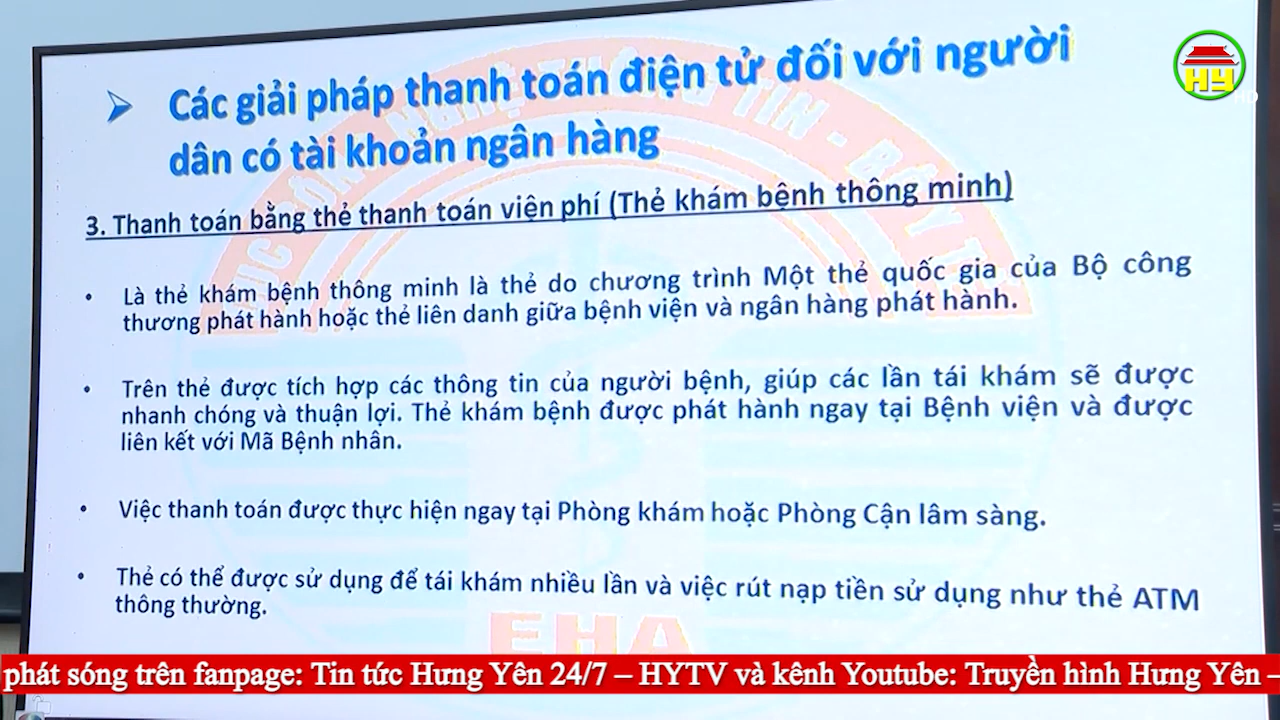 HY
HD
➢ Các giải pháp thanh toán điện tử đối với người
dân có tài khoản ngân hàng
3. Thanh toán bằng thẻ thanh toán viện phí (Thẻ khám bệnh thông minh)
• Là thẻ khám bệnh thông minh là thẻ do chương trình Một thẻ quốc gia của Bộ công
thương phát hành hoặc thẻ liên danh giữa bệnh viện và ngân hàng phát hành.
• Trên thẻ được tích hợp các thông tin của người bệnh, giúp các lần tái khám sẽ được
nhanh chóng và thuận lợi. Thẻ khám bệnh được phát hành ngay tại Bệnh viện và được
liên kết với Mã Bệnh nhân.
• Việc thanh toán được thực hiện ngay tại Phòng khám hoặc Phòng Cận lâm sàng.
• Thẻ có thể được sử dụng để tái khám nhiều lần và việc rút nạp tiền sử dụng như thẻ ATM
thông thường.
EHA
phát sóng trên fanpage: Tin tức Hưng Yên 24/7 – HYTV và kênh Youtube: Truyền hình Hưng Yên –